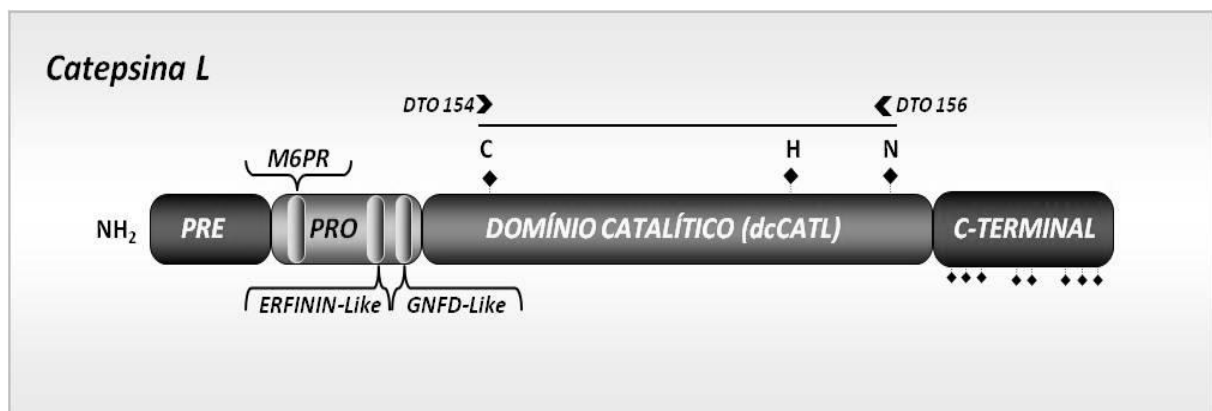 Catepsina L
DTO 154 DTO 156
C H N
M6PR
NH2 PRE PRO DOMÍNIO CATALÍTICO (dcCATL) C-TERMINAL
ERFININ-Like GNFD-Like